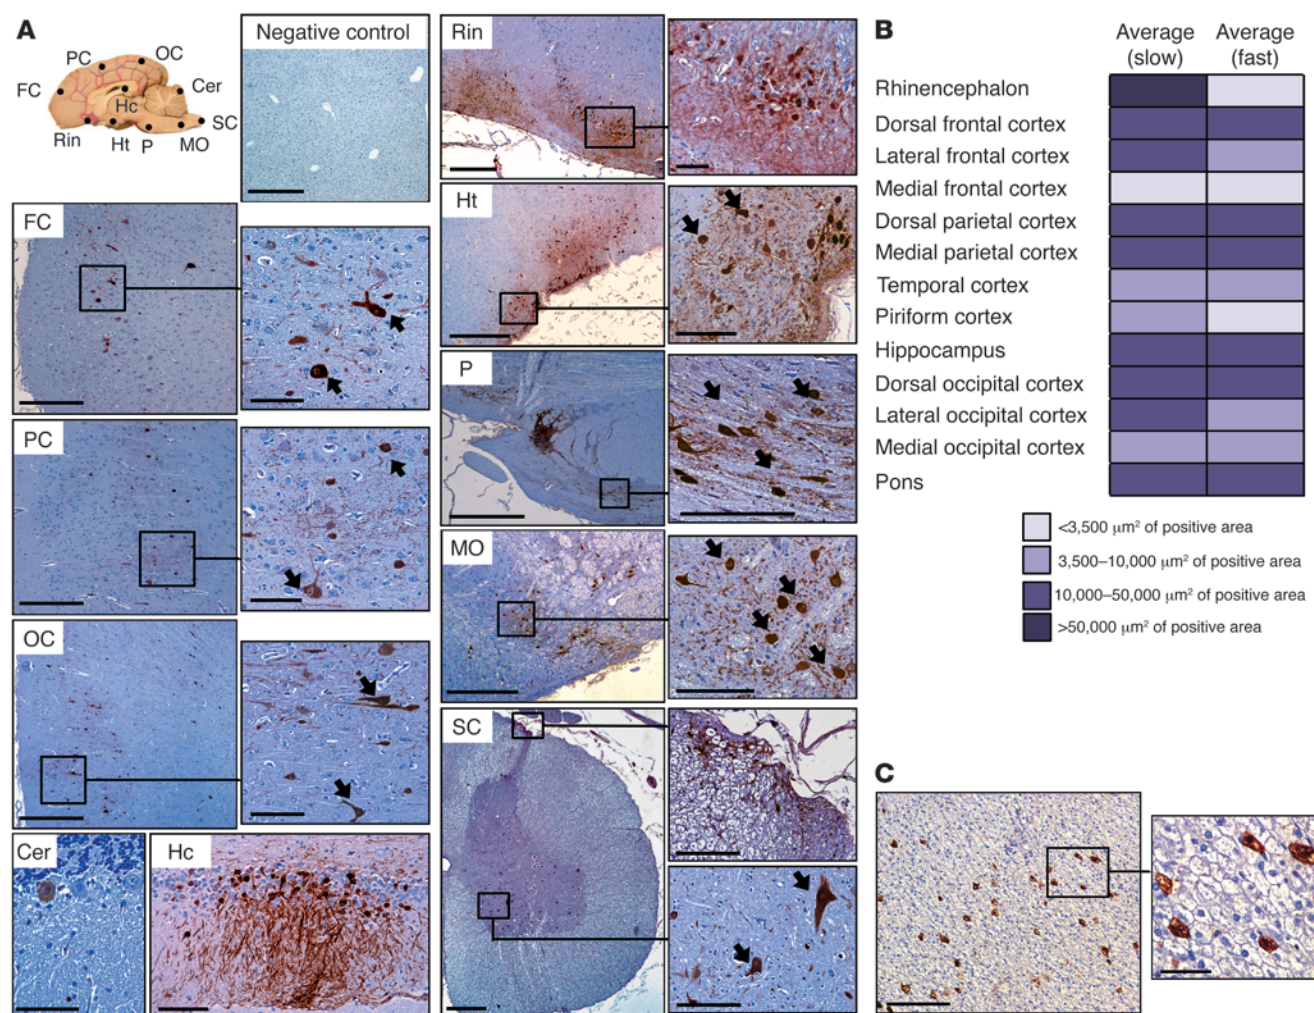 A
PC
OC
FC
Hc
Cer
SC
Rin
Ht
P
MO
Negative control
FC
PC
OC
Cer
Hc
Rin
Ht
P
MO
SC
B
Average
(slow)
Average
(fast)
Rhinencephalon
Dorsal frontal cortex
Lateral frontal cortex
Medial frontal cortex
Dorsal parietal cortex
Medial parietal cortex
Temporal cortex
Piriform cortex
Hippocampus
Dorsal occipital cortex
Lateral occipital cortex
Medial occipital cortex
Pons
<3,500 μm² of positive area
3,500–10,000 μm² of positive area
10,000–50,000 μm² of positive area
>50,000 μm² of positive area
C